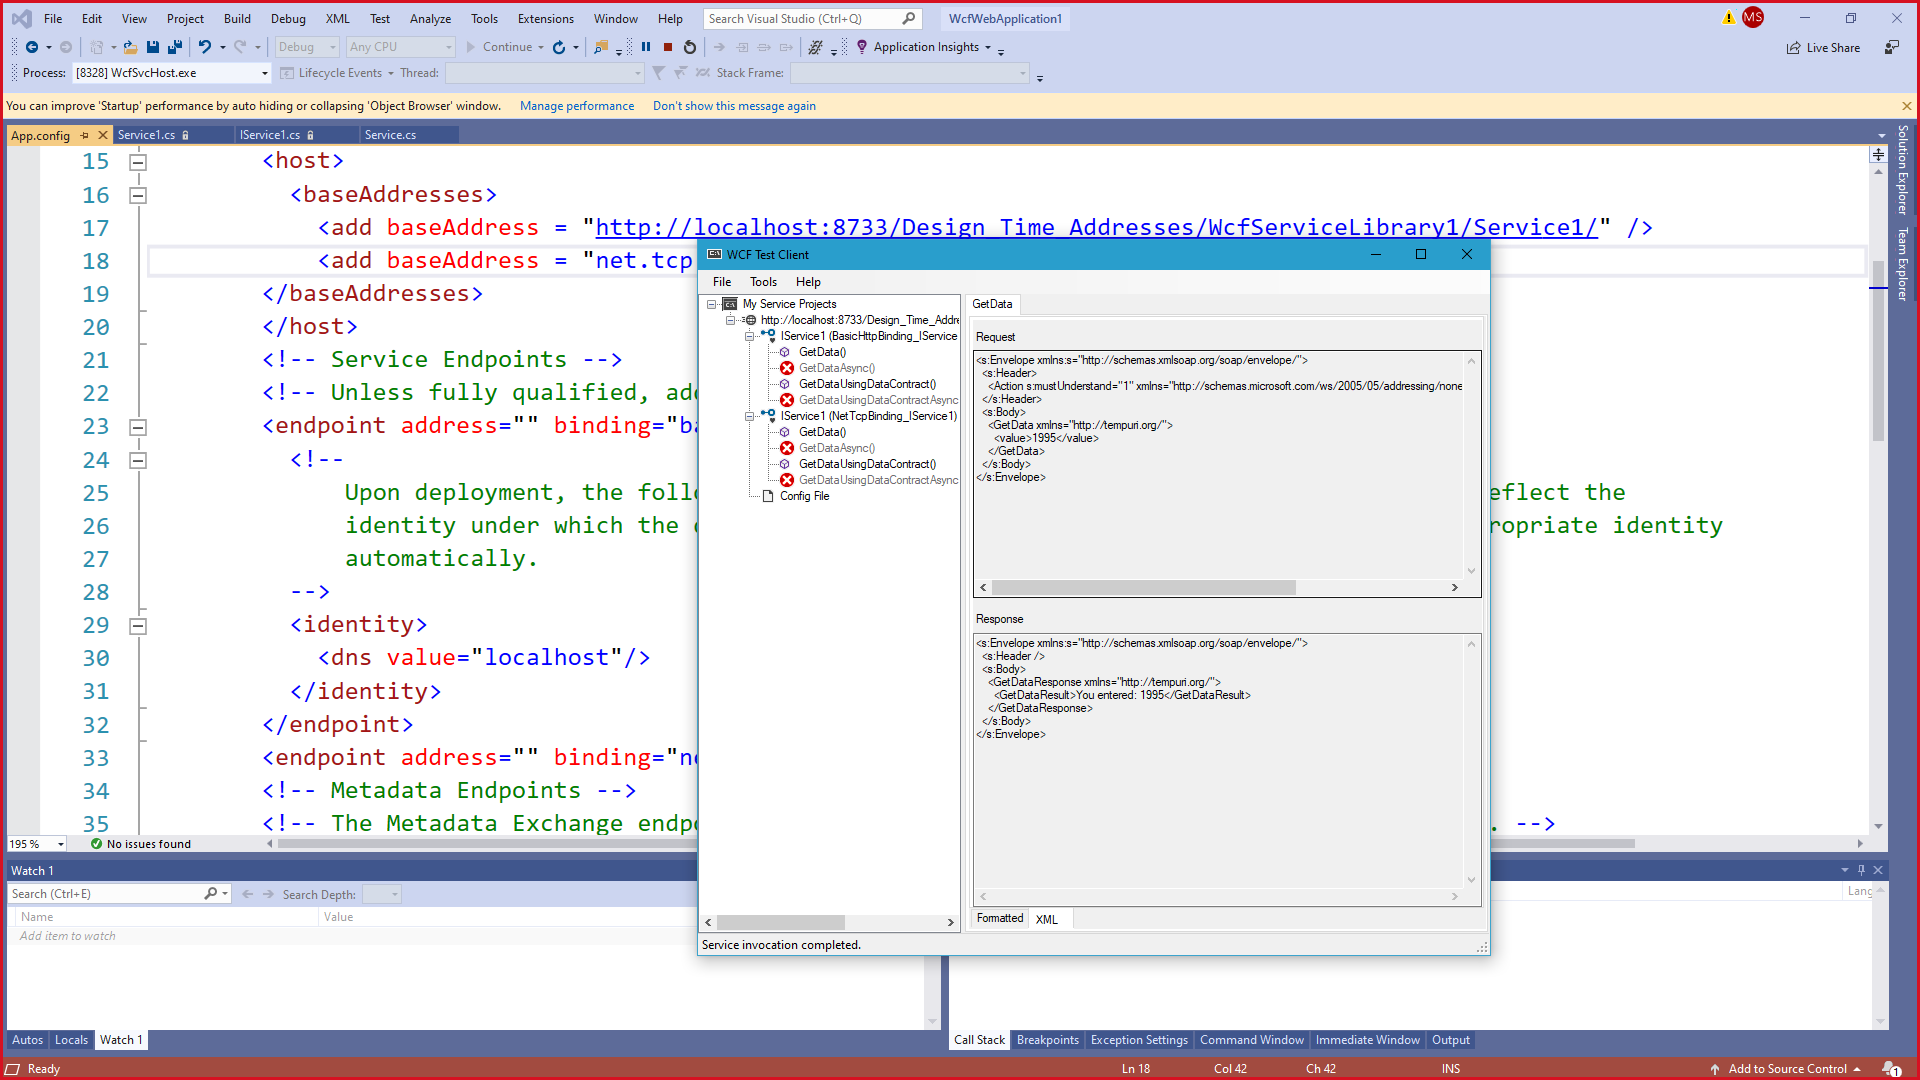 File Edit View Project Build Debug XML Test Analyze Tools Extensions Window Help Search Visual Studio (Ctrl+Q) WcfWebApplication1 MS
Debug Any CPU Continue Application Insights Live Share
Process: [8328] WcfSvcHost.exe Lifecycle Events Thread: Stack Frame:
You can improve 'Startup' performance by auto hiding or collapsing 'Object Browser' window. Manage performance Don't show this message again
App.config Service1.cs IService1.cs Service.cs
Solution Explorer
Team Explorer
15 <host>
16 <baseAddresses>
17 <add baseAddress = "http://localhost:8733/Design_Time_Addresses/WcfServiceLibrary1/Service1/" />
18 <add baseAddress = "net.tcp
19 </baseAddresses>
20 </host>
21 <!-- Service Endpoints -->
22 <!-- Unless fully qualified, add
23 <endpoint address="" binding="ba
24 <!--
25 Upon deployment, the follo eflect the
26 identity under which the d ropriate identity
27 automatically.
28 -->
29 <identity>
30 <dns value="localhost"/>
31 </identity>
32 </endpoint>
33 <endpoint address="" binding="ne
34 <!-- Metadata Endpoints -->
35 <!-- The Metadata Exchange endpo . -->
195 % No issues found
WCF Test Client
File Tools Help
My Service Projects
http://localhost:8733/Design_Time_Addre
IService1 (BasicHttpBinding_IService
GetData()
GetDataAsync()
GetDataUsingDataContract()
GetDataUsingDataContractAsync
IService1 (NetTcpBinding_IService1)
GetData()
GetDataAsync()
GetDataUsingDataContract()
GetDataUsingDataContractAsync
Config File
GetData
Request
<s:Envelope xmlns:s="http://schemas.xmlsoap.org/soap/envelope/">
<s:Header>
<Action s:mustUnderstand="1" xmlns="http://schemas.microsoft.com/ws/2005/05/addressing/none
</s:Header>
<s:Body>
<GetData xmlns="http://tempuri.org/">
<value>1995</value>
</GetData>
</s:Body>
</s:Envelope>
Response
<s:Envelope xmlns:s="http://schemas.xmlsoap.org/soap/envelope/">
<s:Header />
<s:Body>
<GetDataResponse xmlns="http://tempuri.org/">
<GetDataResult>You entered: 1995</GetDataResult>
</GetDataResponse>
</s:Body>
</s:Envelope>
Formatted XML
Service invocation completed.
Watch 1
Search (Ctrl+E) Search Depth:
Name Value
Add item to watch
Lang
Autos Locals Watch 1
Call Stack Breakpoints Exception Settings Command Window Immediate Window Output
Ready Ln 18 Col 42 Ch 42 INS Add to Source Control 1